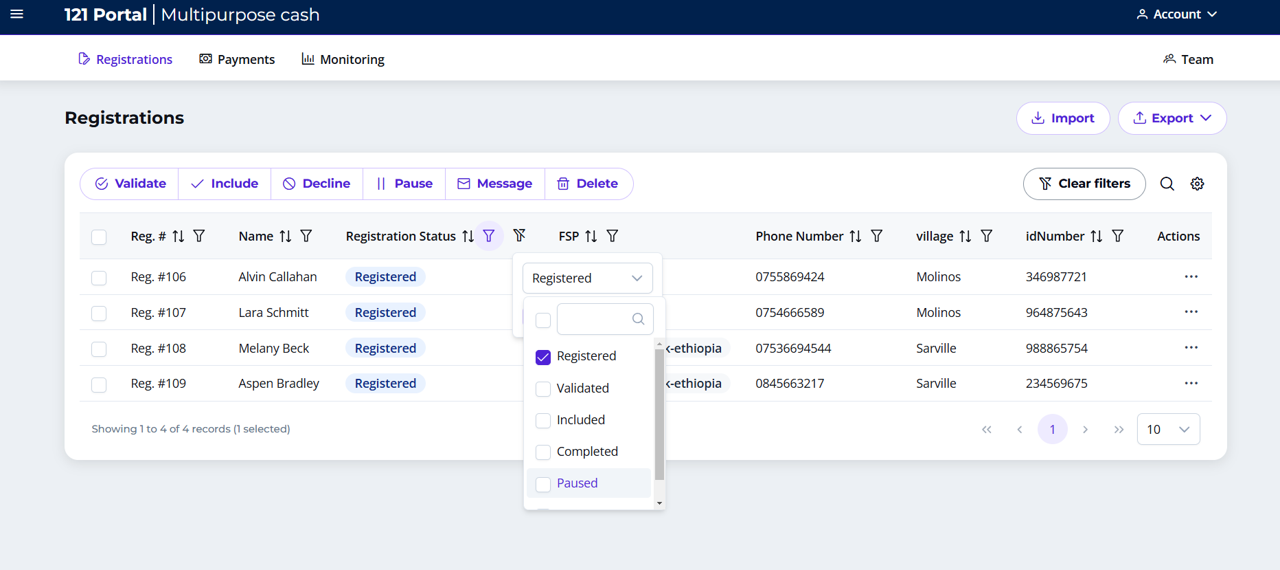 121 Portal | Multipurpose cash
Account
Registrations
Payments
Monitoring
Team
Registrations
Import
Export
Validate
Include
Decline
Pause
Message
Delete
Clear filters
Reg. # Name Registration Status FSP Phone Number village idNumber Actions
Registered
Reg. #106 Alvin Callahan Registered 0755869424 Molinos 346987721 ...
Reg. #107 Lara Schmitt Registered 0754666589 Molinos 964875643 ...
Reg. #108 Melany Beck Registered k-ethiopia 07536694544 Sarville 988865754 ...
Reg. #109 Aspen Bradley Registered k-ethiopia 0845663217 Sarville 234569675 ...
Registered
Validated
Included
Completed
Paused
Showing 1 to 4 of 4 records (1 selected)
<< < 1 > >> 10